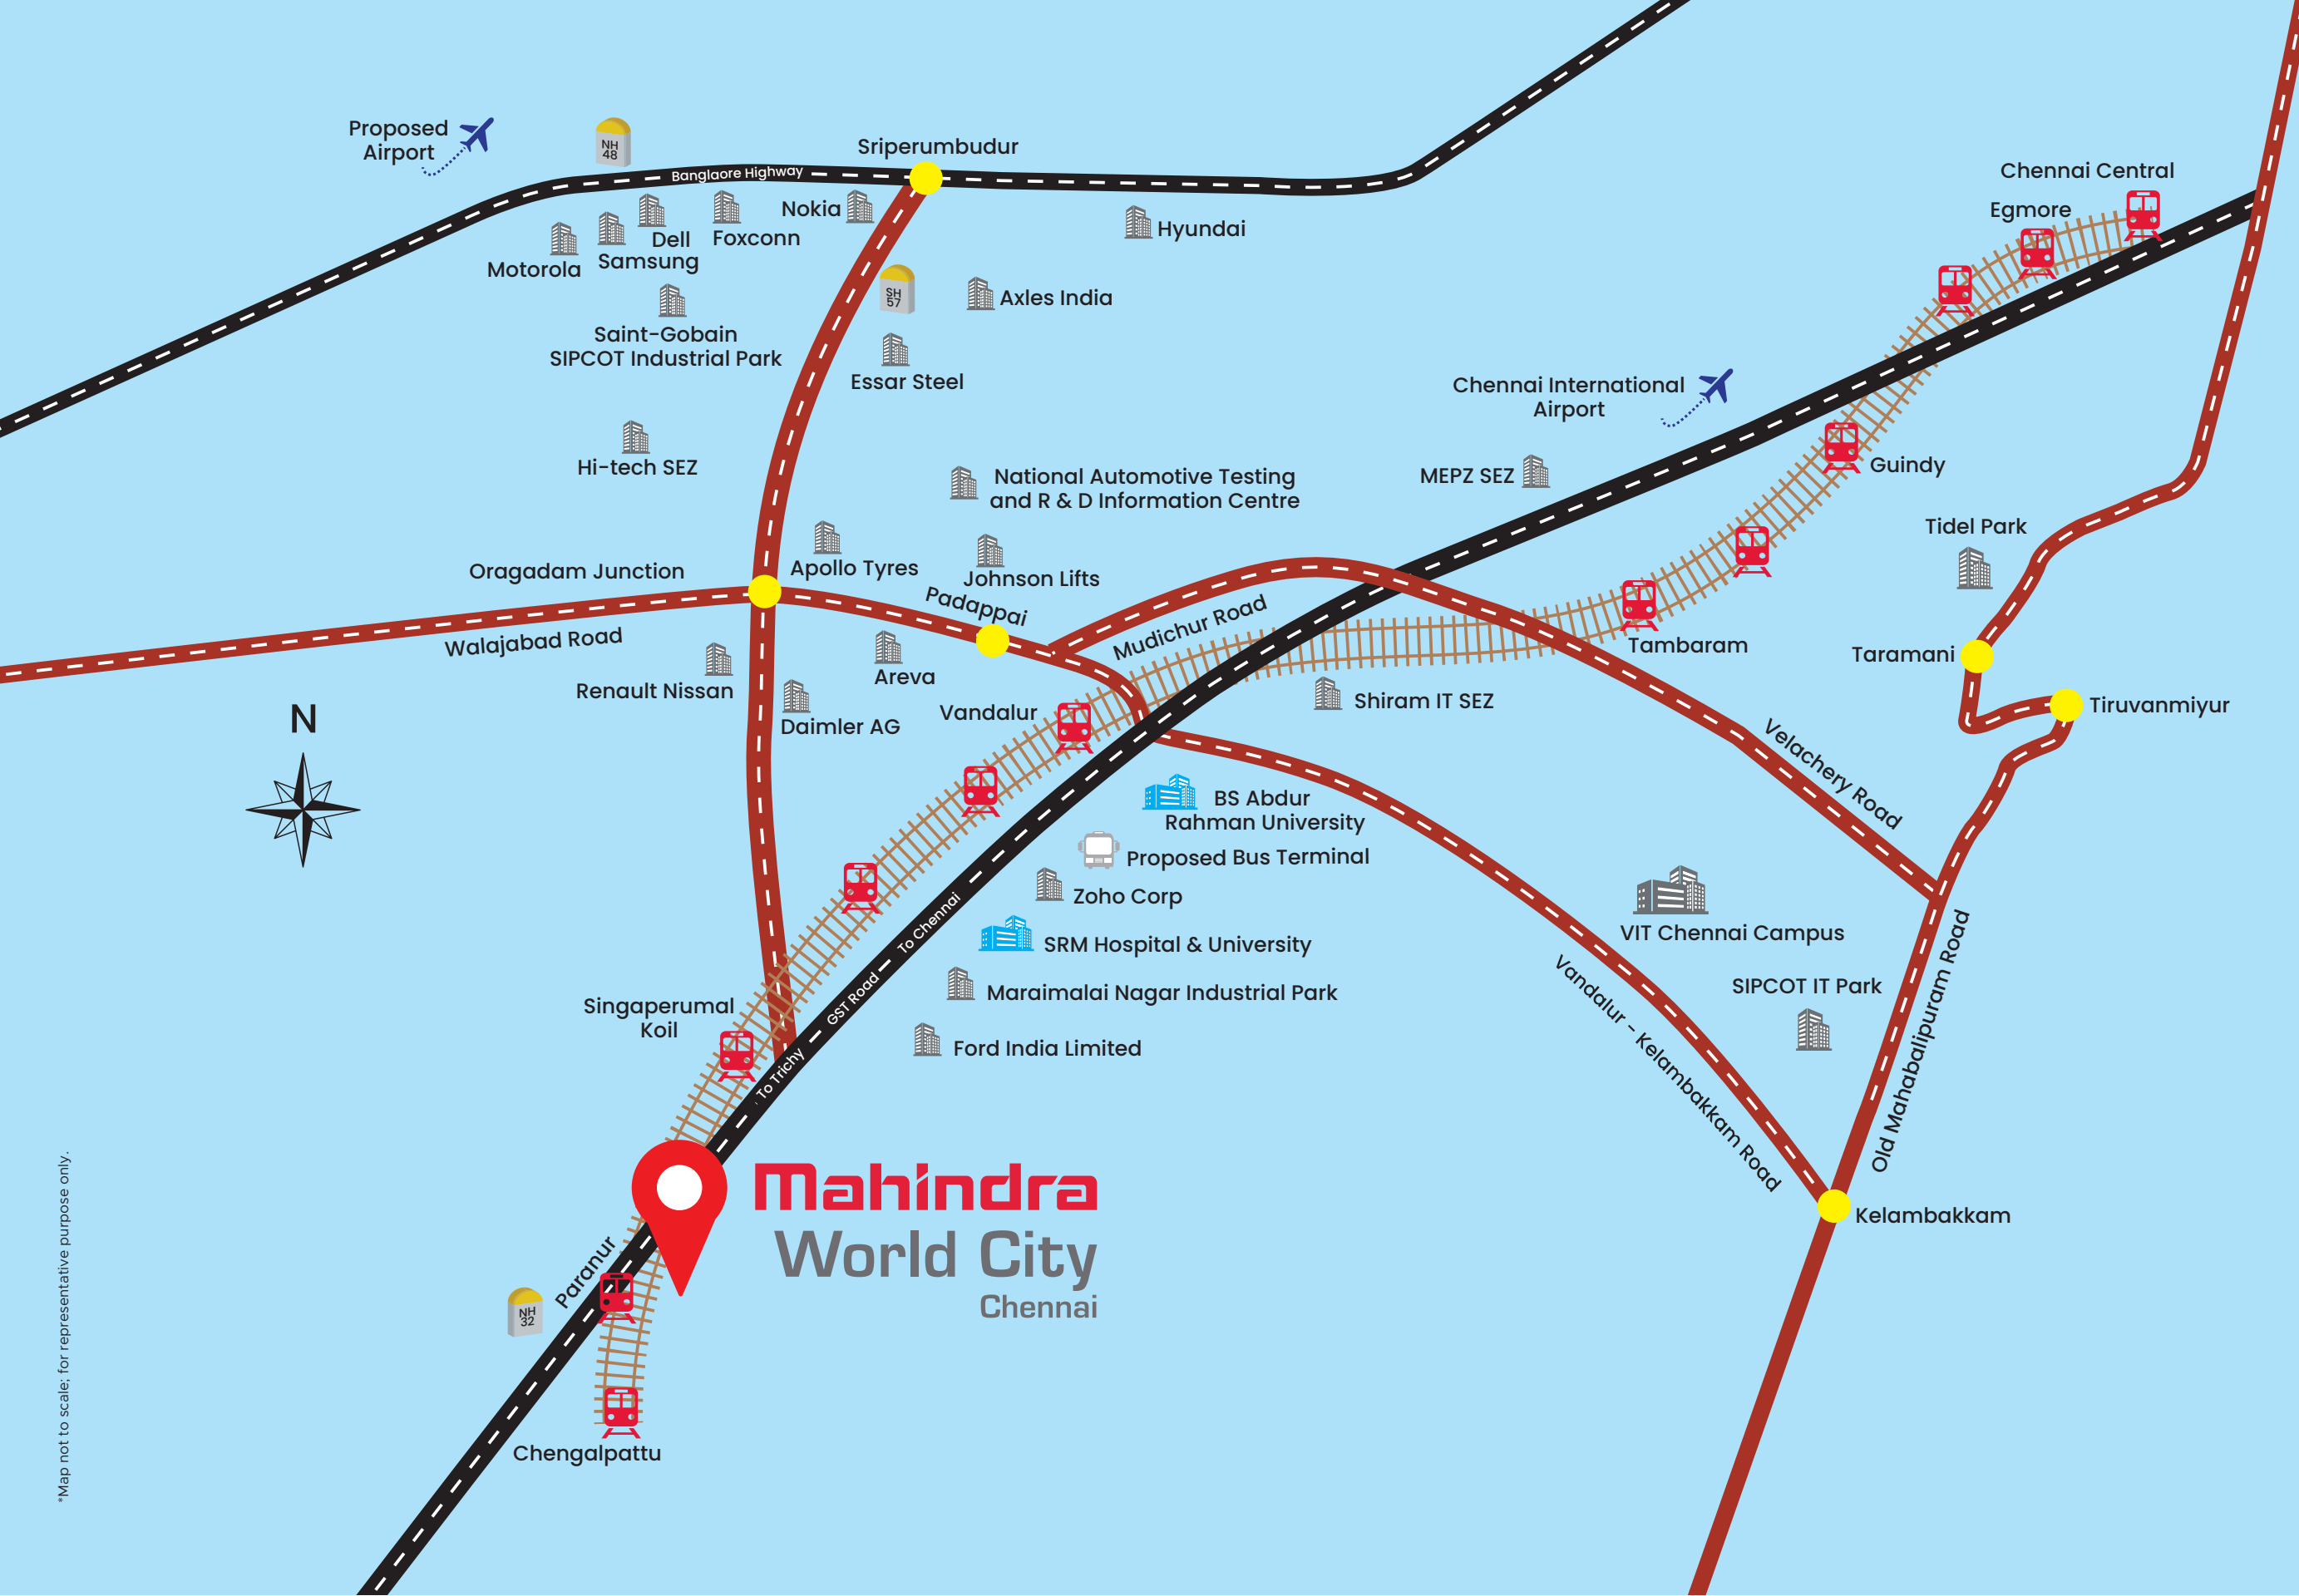 Proposed
Airport
NH
48
Banglaore Highway
Sriperumbudur
Chennai Central
Egmore
Nokia
Hyundai
Dell
Foxconn
Motorola
Samsung
SH
57
Axles India
Saint-Gobain
SIPCOT Industrial Park
Essar Steel
Chennai International
Airport
Hi-tech SEZ
National Automotive Testing
and R & D Information Centre
MEPZ SEZ
Guindy
Tidel Park
Oragadam Junction
Apollo Tyres
Johnson Lifts
Padappai
Mudichur Road
Walajabad Road
Tambaram
Taramani
Renault Nissan
Areva
Shiram IT SEZ
Tiruvanmiyur
Daimler AG
Vandalur
N
Velachery Road
BS Abdur
Rahman University
Proposed Bus Terminal
Zoho Corp
To Chennai
GST Road
To Trichy
SRM Hospital & University
VIT Chennai Campus
Maraimalai Nagar Industrial Park
SIPCOT IT Park
Singaperumal
Koil
Ford India Limited
Vandalur - Kelambakkam Road
Old Mahabalipuram Road
Kelambakkam
Mahindra
World City
Chennai
Paranur
NH
32
Chengalpattu
*Map not to scale; for representative purpose only.